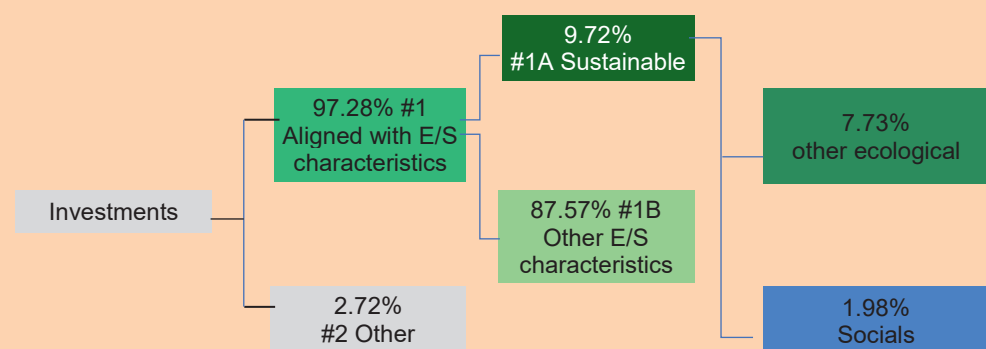 Investments
97.28% #1
Aligned with E/S
characteristics
2.72%
#2 Other
9.72%
#1A Sustainable
87.57% #1B
Other E/S
characteristics
7.73%
other ecological
1.98%
Socials